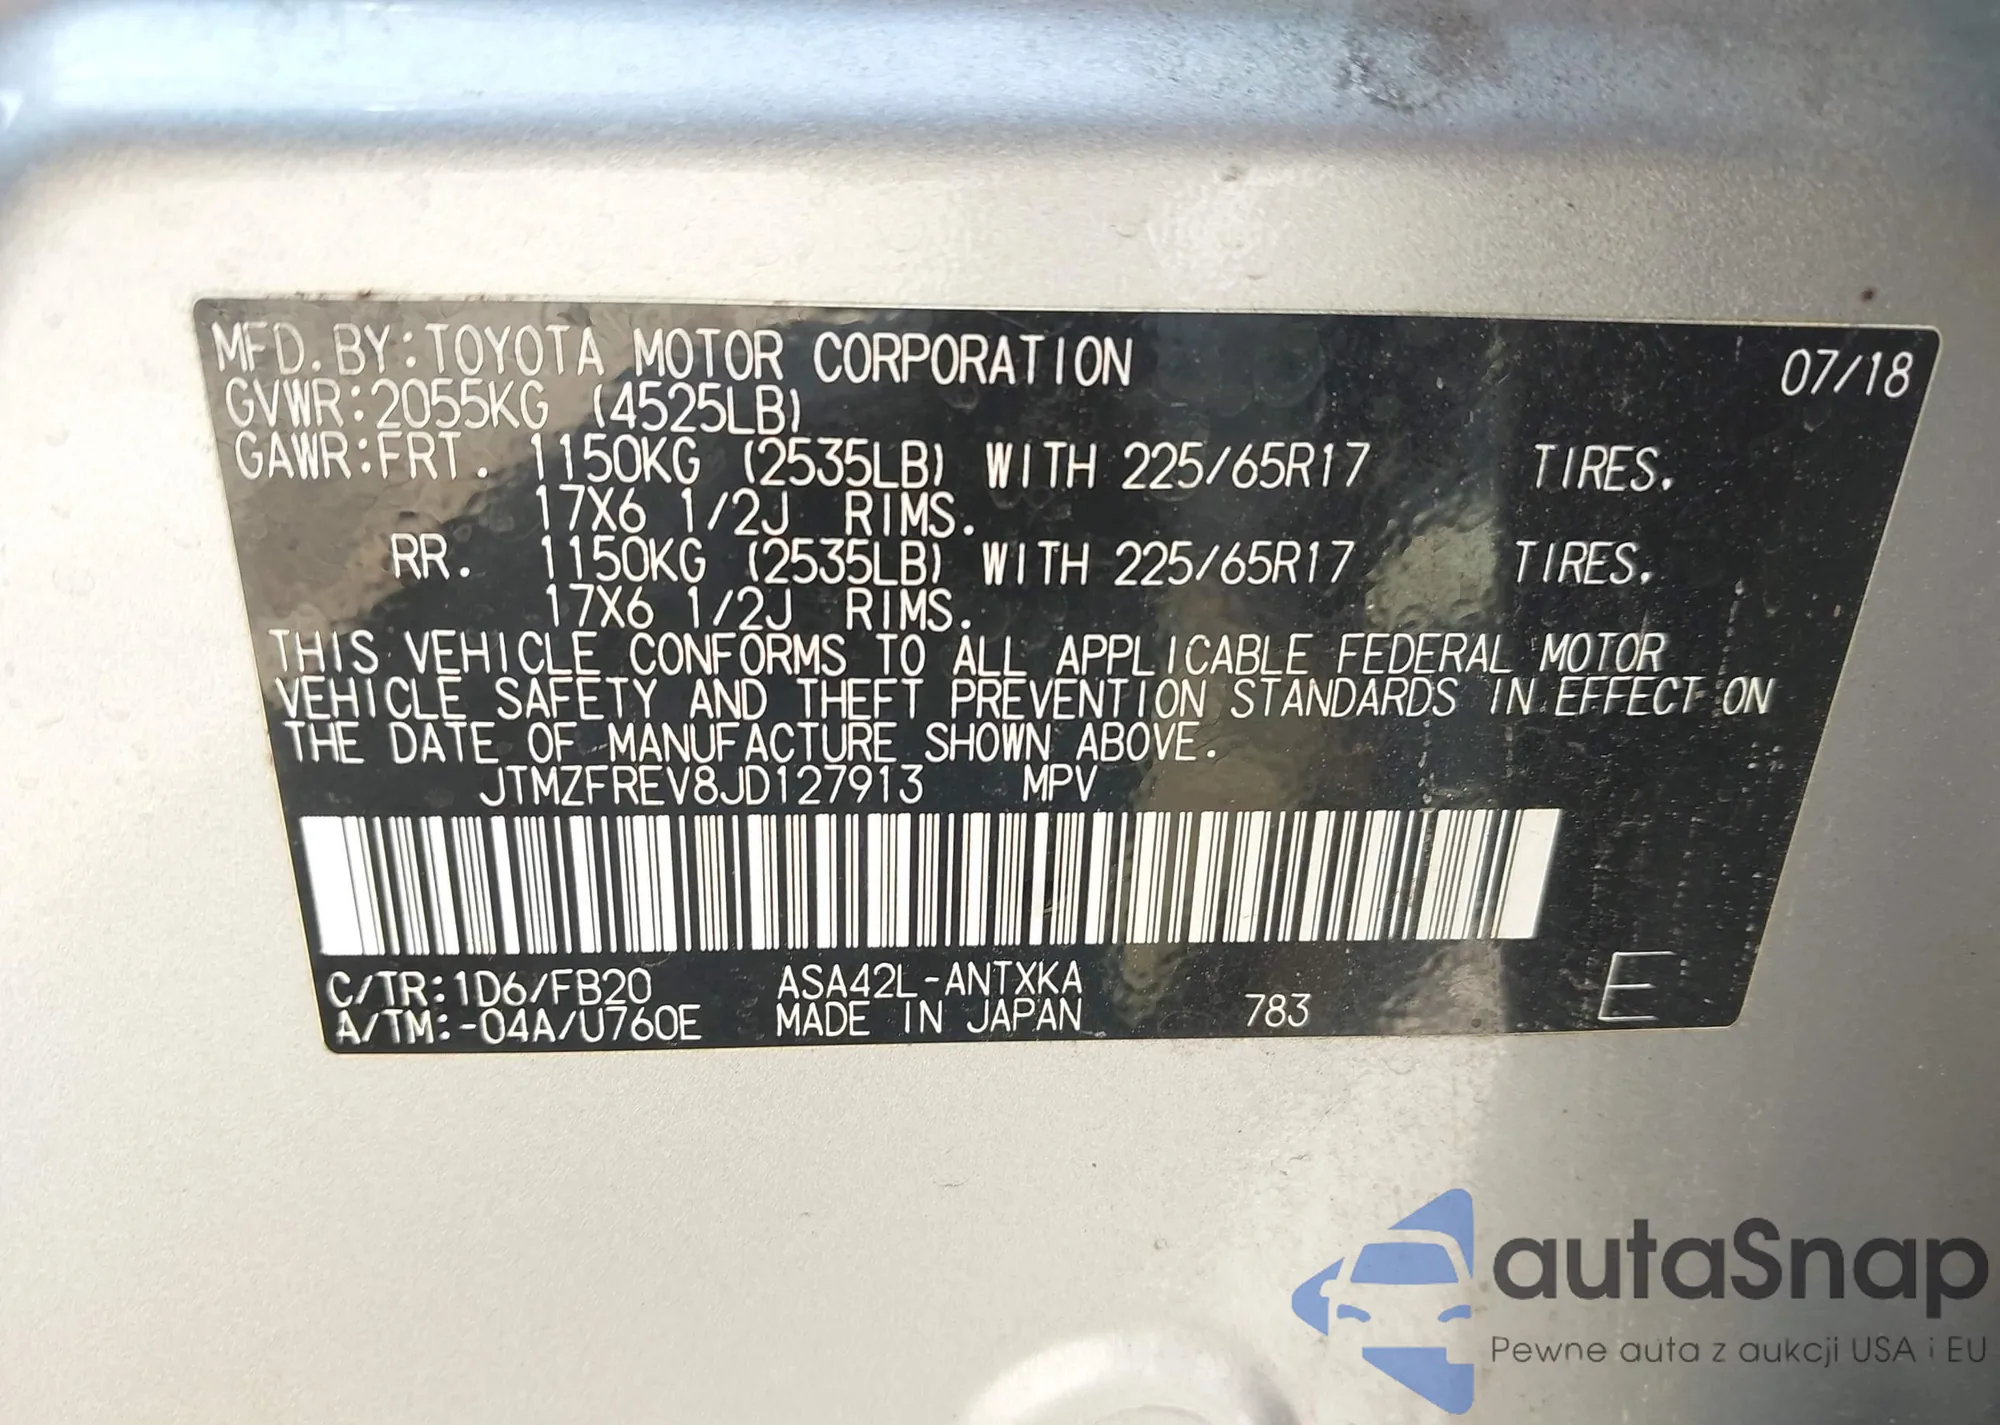 MFD. BY:TOYOTA MOTOR CORPORATION 07/18
GVWR:2055KG (4525LB)
GAWR:FRT. 1150KG (2535LB) WITH 225/65R17 TIRES.
17X6 1/2J RIMS.
RR. 1150KG (2535LB) WITH 225/65R17 TIRES.
17X6 1/2J RIMS.
THIS VEHICLE CONFORMS TO ALL APPLICABLE FEDERAL MOTOR
VEHICLE SAFETY AND THEFT PREVENTION STANDARDS IN EFFECT ON
THE DATE OF MANUFACTURE SHOWN ABOVE.
JTMZFREV8JD127913 MPV
C/TR:1D6/FB20 ASA42L-ANTXKA
A/TM:-04A/U760E MADE IN JAPAN 783 E
autaSnap
Pewne auta z aukcji USA i EU